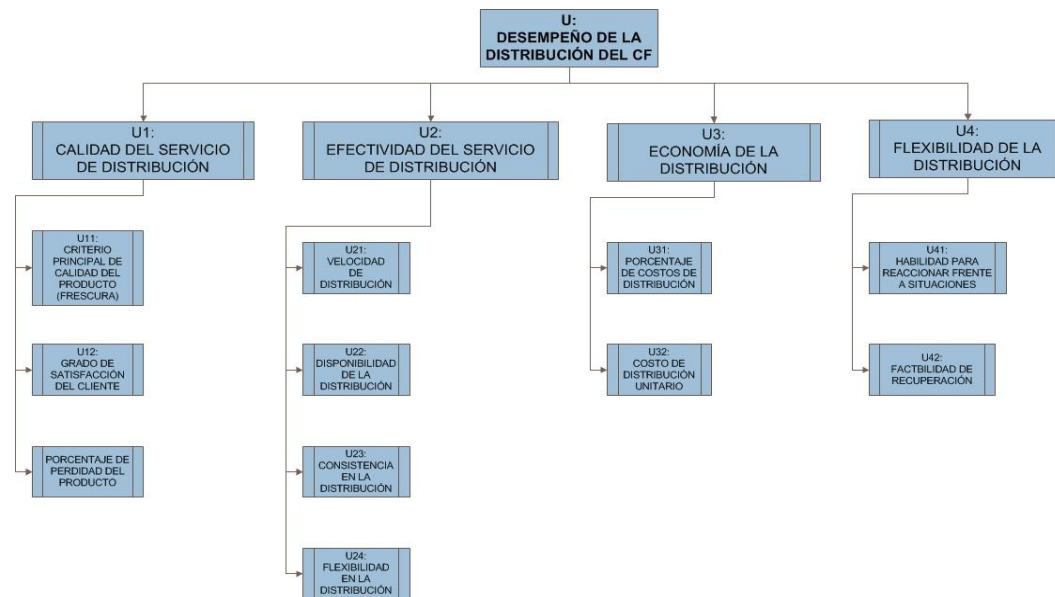 U:
DESEMPEÑO DE LA
DISTRIBUCIÓN DEL CF
U1:
CALIDAD DEL SERVICIO
DE DISTRIBUCIÓN
U2:
EFECTIVIDAD DEL SERVICIO
DE DISTRIBUCIÓN
U3:
ECONOMÍA DE LA
DISTRIBUCIÓN
U4:
FLEXIBILIDAD DE LA
DISTRIBUCIÓN
U11:
CRITERIO
PRINCIPAL DE
CALIDAD DEL
PRODUCTO
(FRESCURA)
U12:
GRADO DE
SATISFACCIÓN
DEL CLIENTE
PORCENTAJE DE
PERDIDAD DEL
PRODUCTO
U21:
VELOCIDAD
DE
DISTRIBUCIÓN
U22:
DISPONIBILIDAD
DE LA
DISTRIBUCIÓN
U23:
CONSISTENCIA
EN LA
DISTRIBUCIÓN
U24:
FLEXIBILIDAD
EN LA
DISTRIBUCIÓN
U31:
PORCENTAJE
DE COSTOS DE
DISTRIBUCIÓN
U32:
COSTO DE
DISTRIBUCIÓN
UNITARIO
U41:
HABILIDAD PARA
REACCIONAR FRENTE
A SITUACIONES
U42:
FACTBILIDAD DE
RECUPERACIÓN